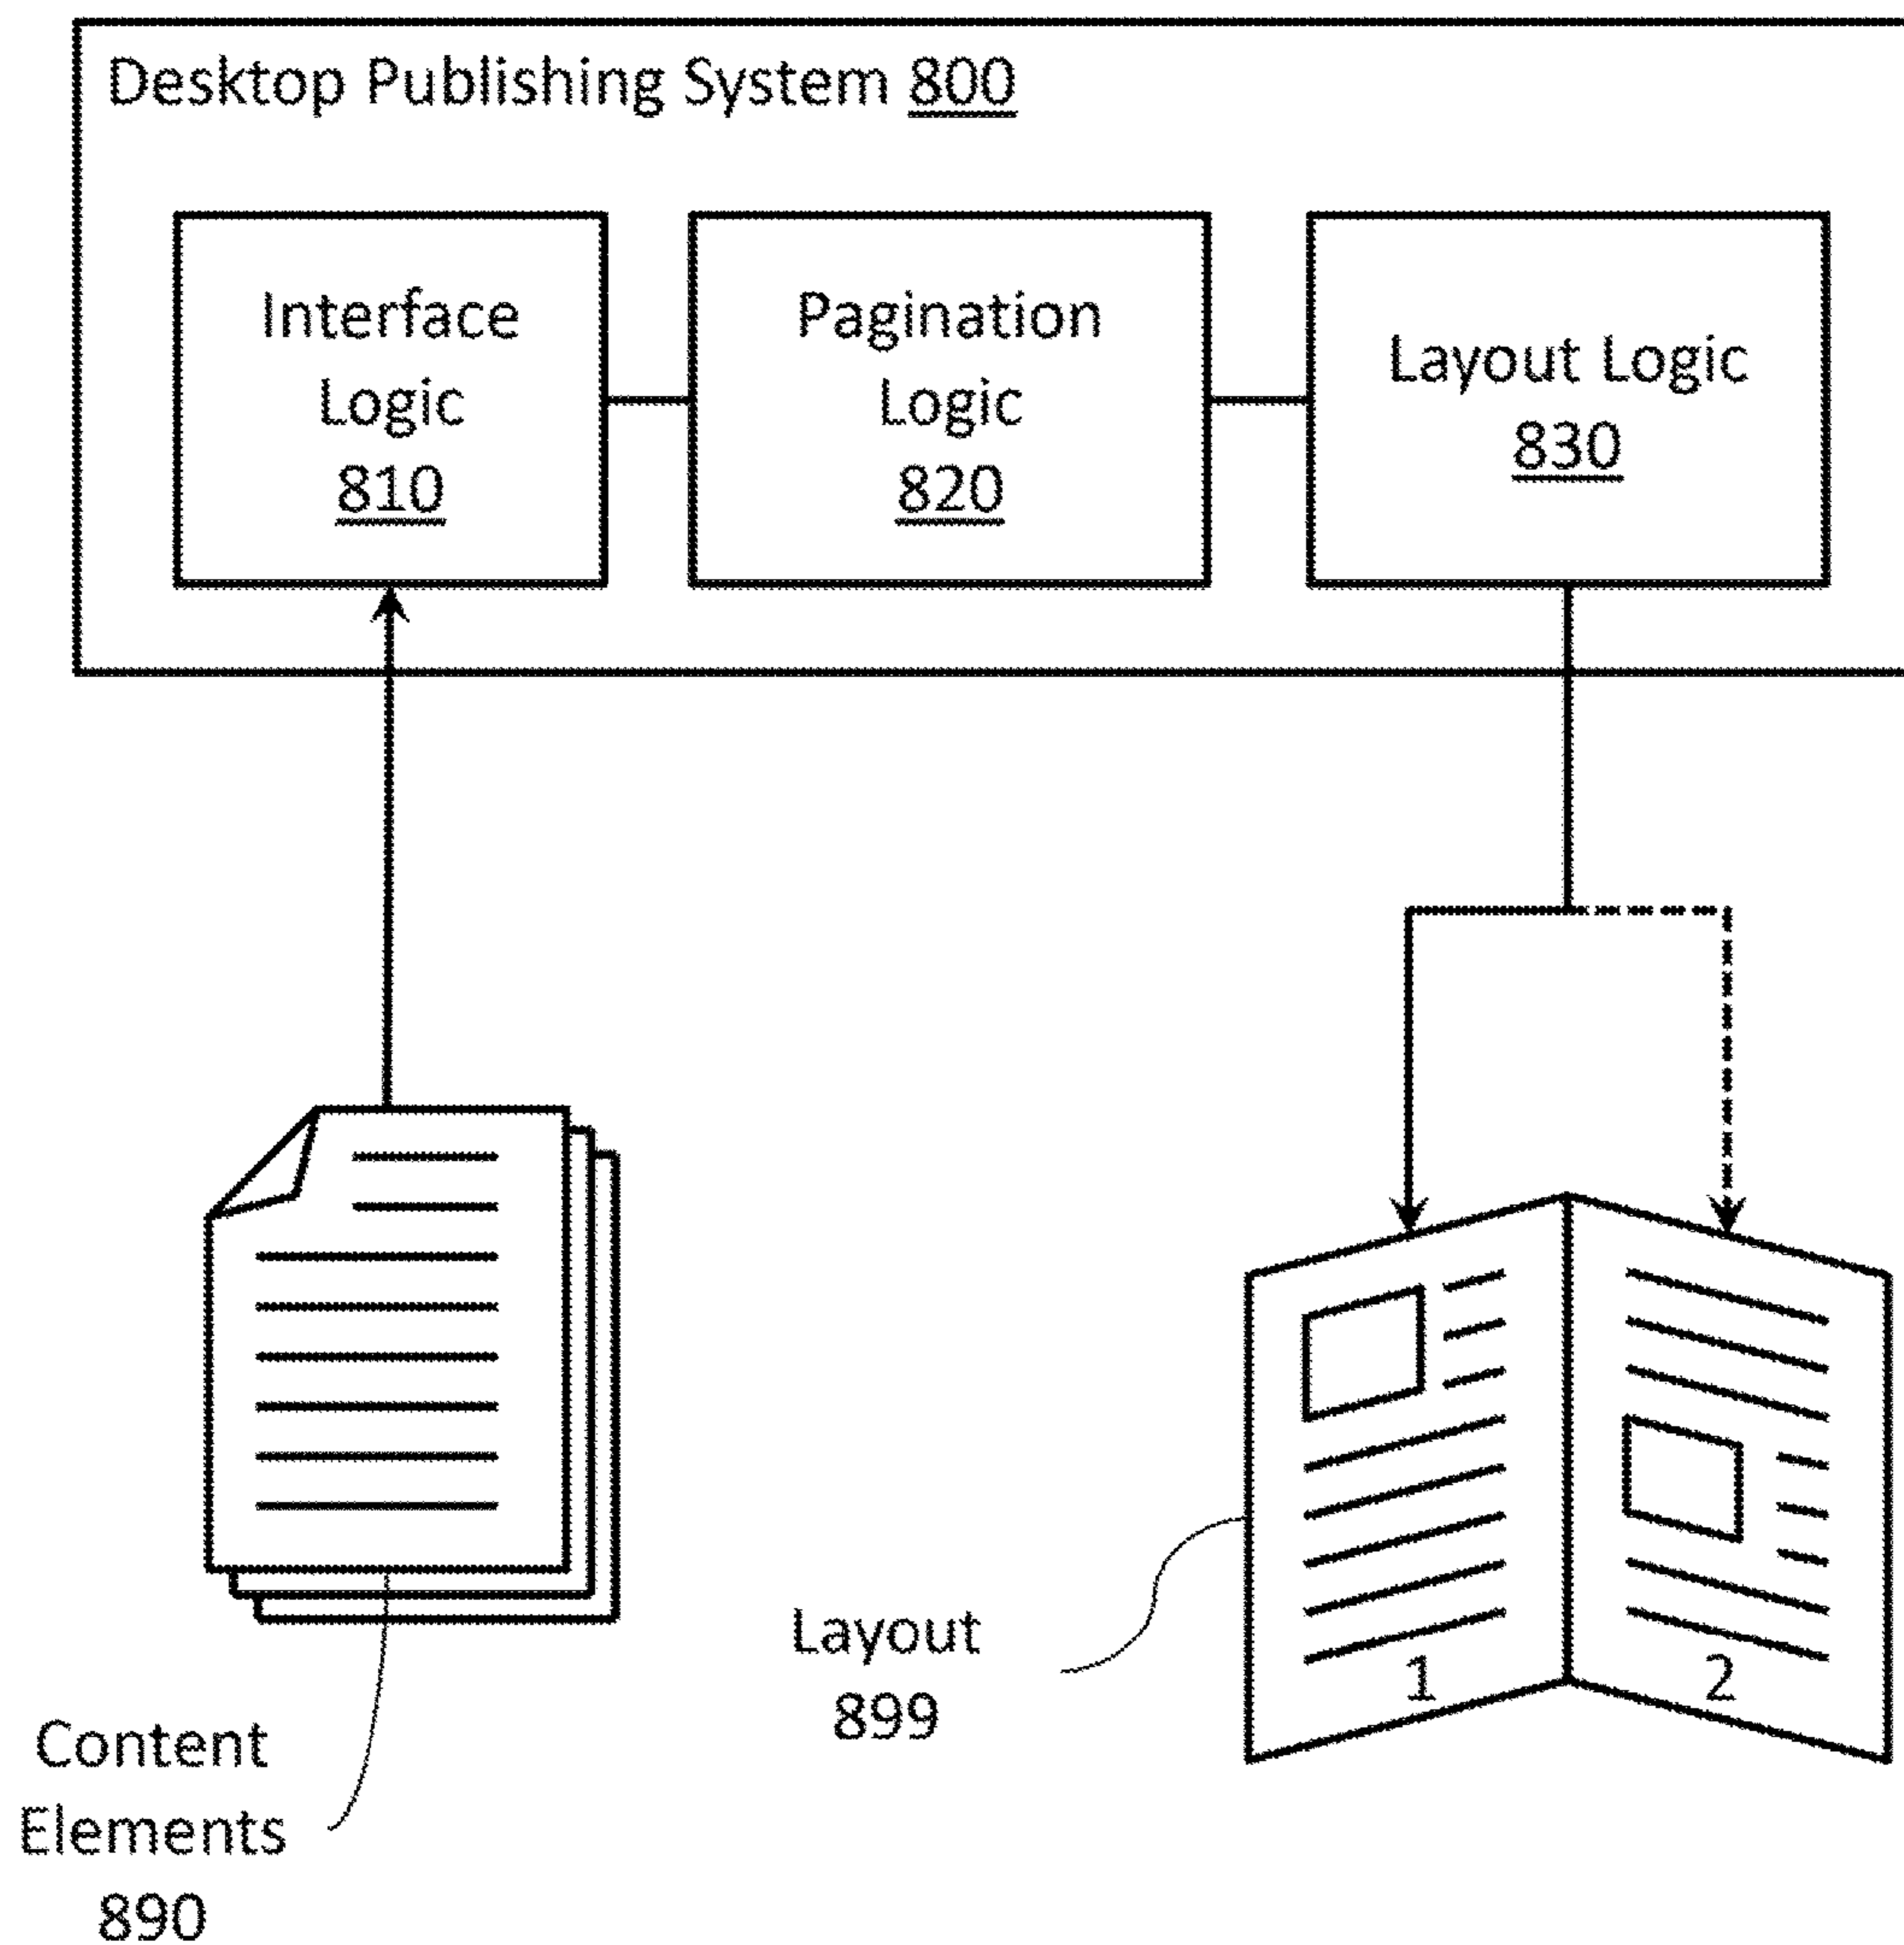 Desktop Publishing System 800
Interface
Logic
810
Pagination
Logic
820
Layout Logic
830
Layout
899
1
2
Content
Elements
890